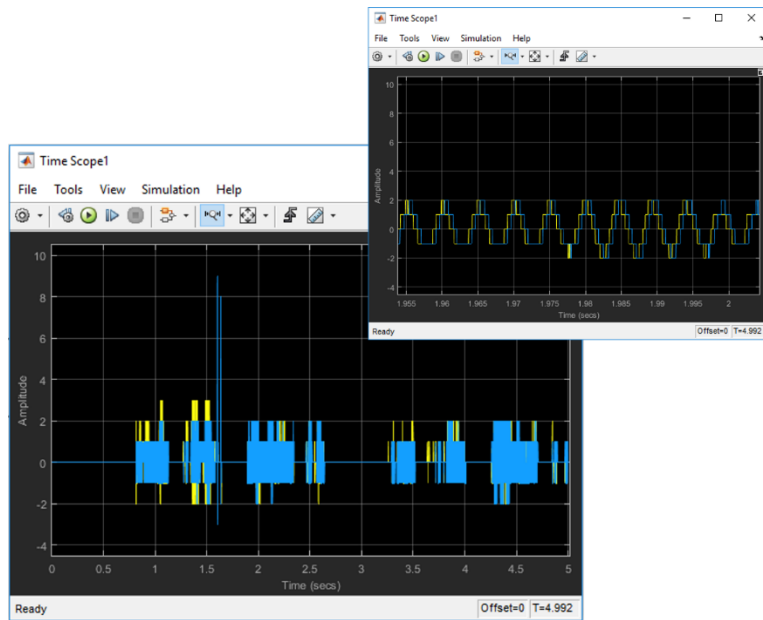 Time Scope1
File Tools View Simulation Help
10
8
6
4
2
0
-2
-4
Amplitude
1.955 1.96 1.965 1.97 1.975 1.98 1.985 1.99 1.995 2
Time (secs)
Ready Offset=0 T=4.992
Time Scope1
File Tools View Simulation Help
10
8
6
4
2
0
-2
-4
Amplitude
0 0.5 1 1.5 2 2.5 3 3.5 4 4.5 5
Time (secs)
Ready Offset=0 T=4.992